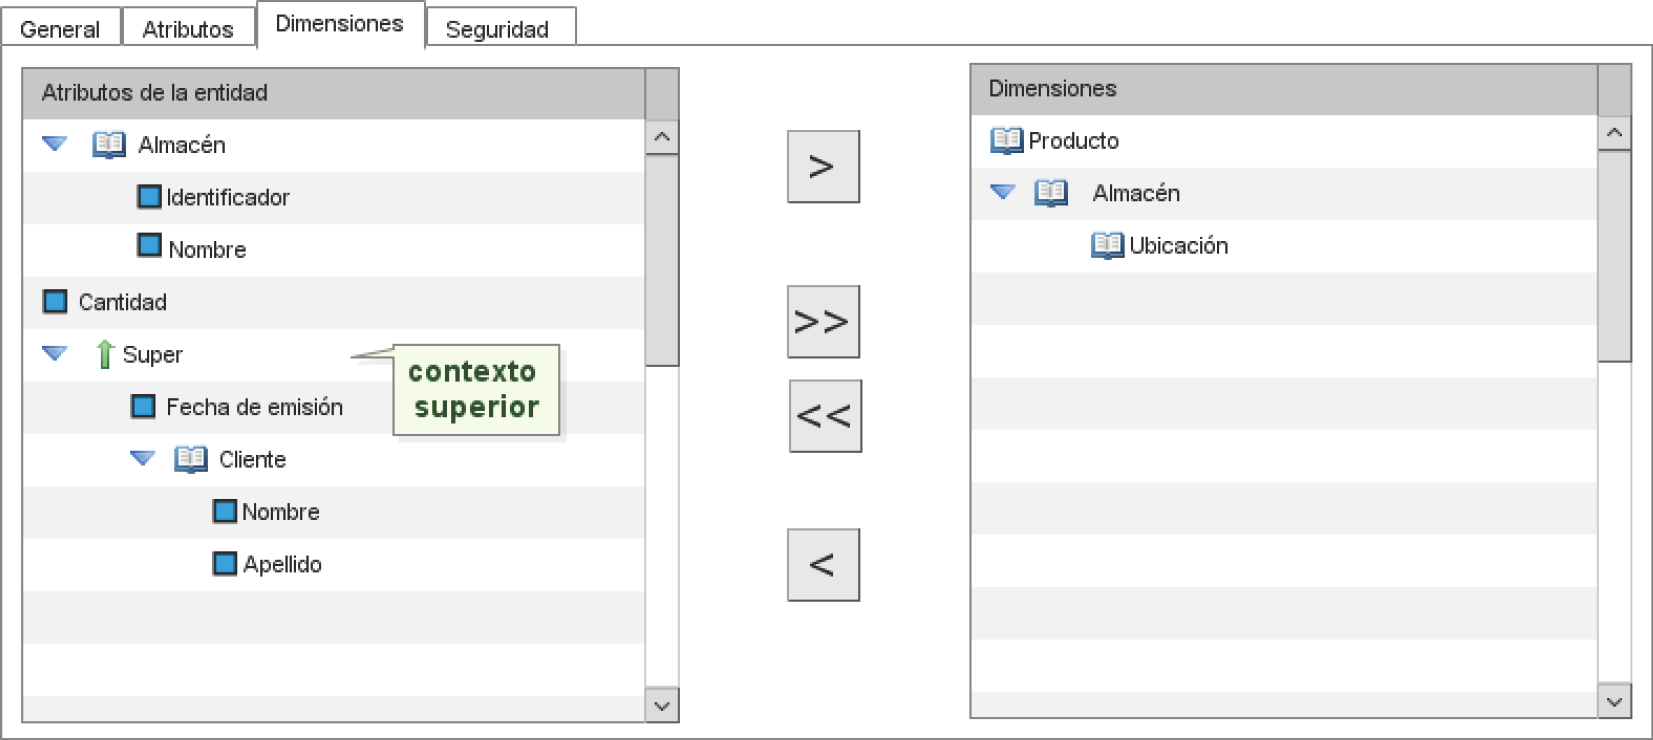 General
Atributos
Dimensiones
Seguridad
Atributos de la entidad
Almacén
Identificador
Nombre
Cantidad
Super
contexto
superior
Fecha de emisión
Cliente
Nombre
Apellido
>
>>
<<
<
Dimensiones
Producto
Almacén
Ubicación